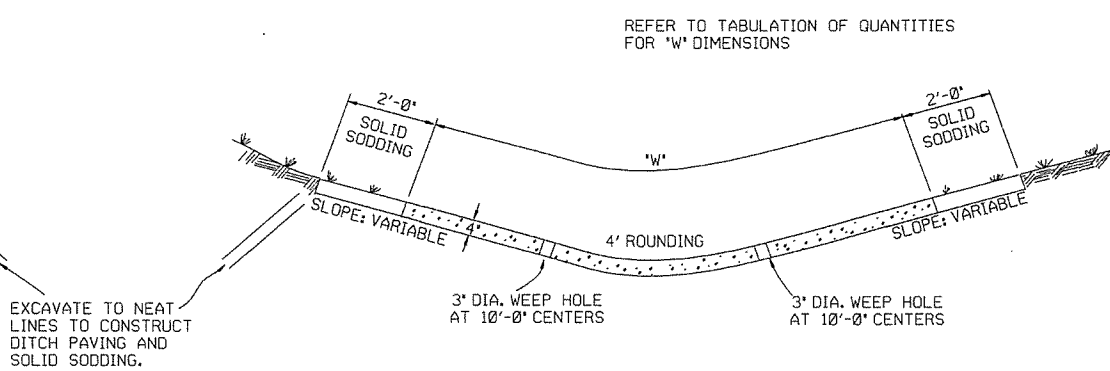 REFER TO TABULATION OF QUANTITIES
FOR "W" DIMENSIONS
2'-0"
SOLID
SODDING
"W"
2'-0"
SOLID
SODDING
SLOPE: VARIABLE
4"
4' ROUNDING
SLOPE: VARIABLE
EXCAVATE TO NEAT
LINES TO CONSTRUCT
DITCH PAVING AND
SOLID SODDING.
3" DIA. WEEP HOLE
AT 10'-0" CENTERS
3" DIA. WEEP HOLE
AT 10'-0" CENTERS